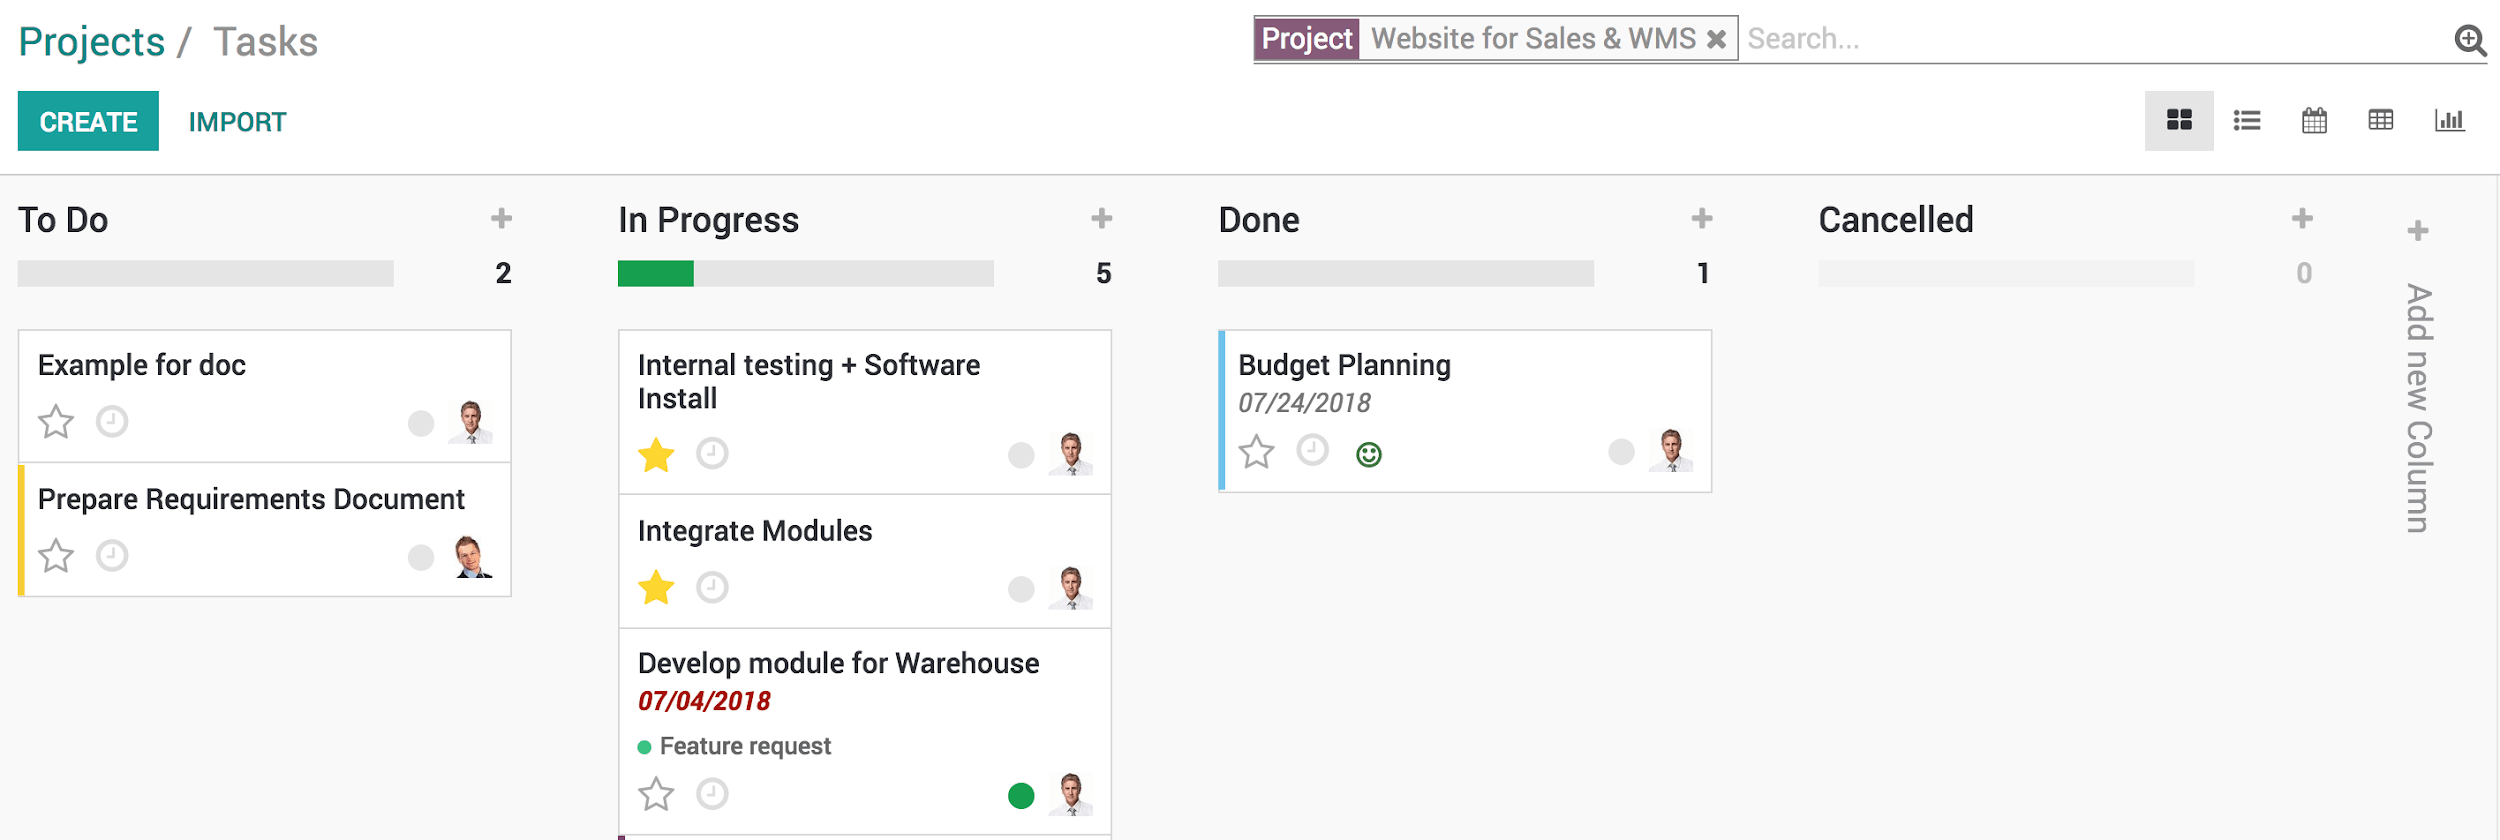 Projects / Tasks
Project Website for Sales & WMS ✖ Search...
CREATE IMPORT
To Do
2
Example for doc
Prepare Requirements Document
In Progress
5
Internal testing + Software
Install
Integrate Modules
Develop module for Warehouse
07/04/2018
Feature request
Done
1
Budget Planning
07/24/2018
Cancelled
0
Add new Column